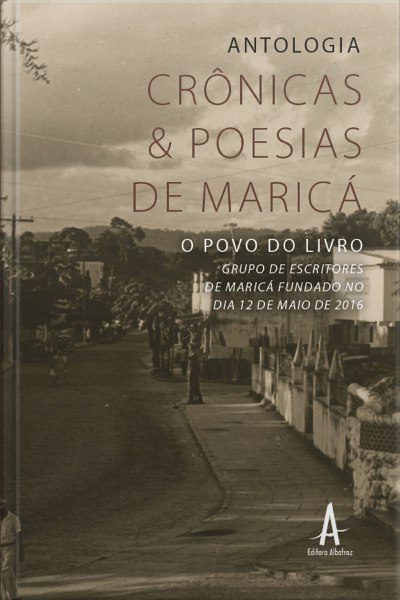 ANTOLOGIA
CRÔNICAS
& POESIAS
DE MARICÁ
O POVO DO LIVRO
GRUPO DE ESCRITORES
DE MARICÁ FUNDADO NO
DIA 12 DE MAIO DE 2016
Editora Albatroz